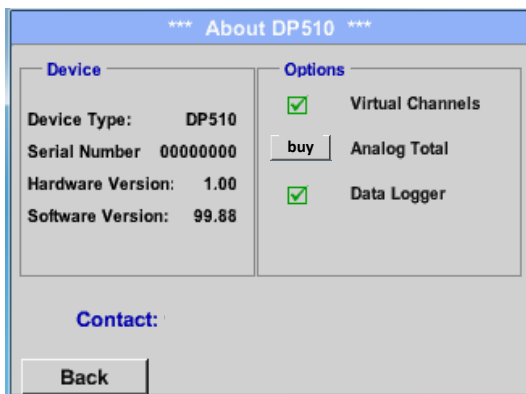 *** About DP510 ***
Device
Device Type: DP510
Serial Number 00000000
Hardware Version: 1.00
Software Version: 99.88
Options
Virtual Channels
buy Analog Total
Data Logger
Contact:
Back